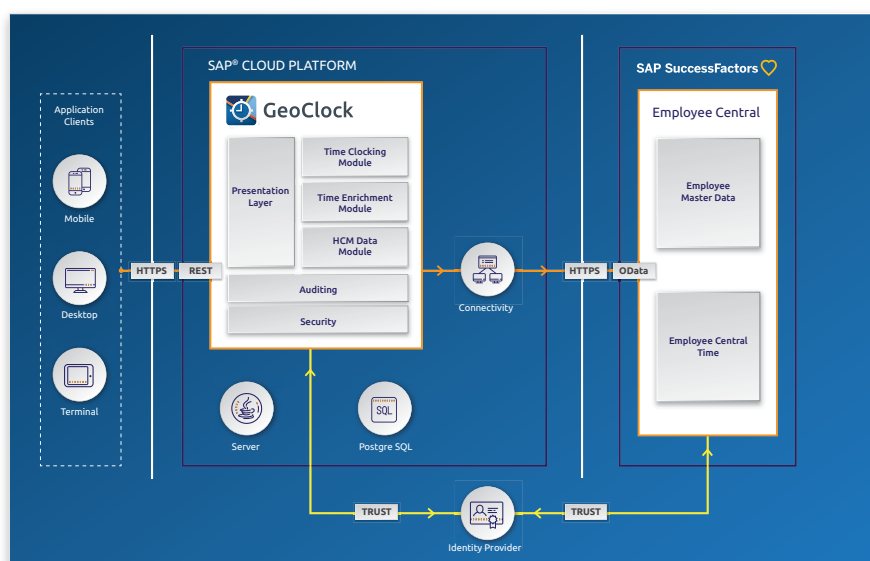 Application
Clients
Mobile
Desktop
Terminal
HTTPS
REST
SAP® CLOUD PLATFORM
GeoClock
Presentation
Layer
Time Clocking
Module
Time Enrichment
Module
HCM Data
Module
Auditing
Security
Server
SQL
Postgre SQL
Connectivity
HTTPS
OData
SAP SuccessFactors
Employee Central
Employee
Master Data
Employee Central
Time
TRUST
Identity Provider
TRUST